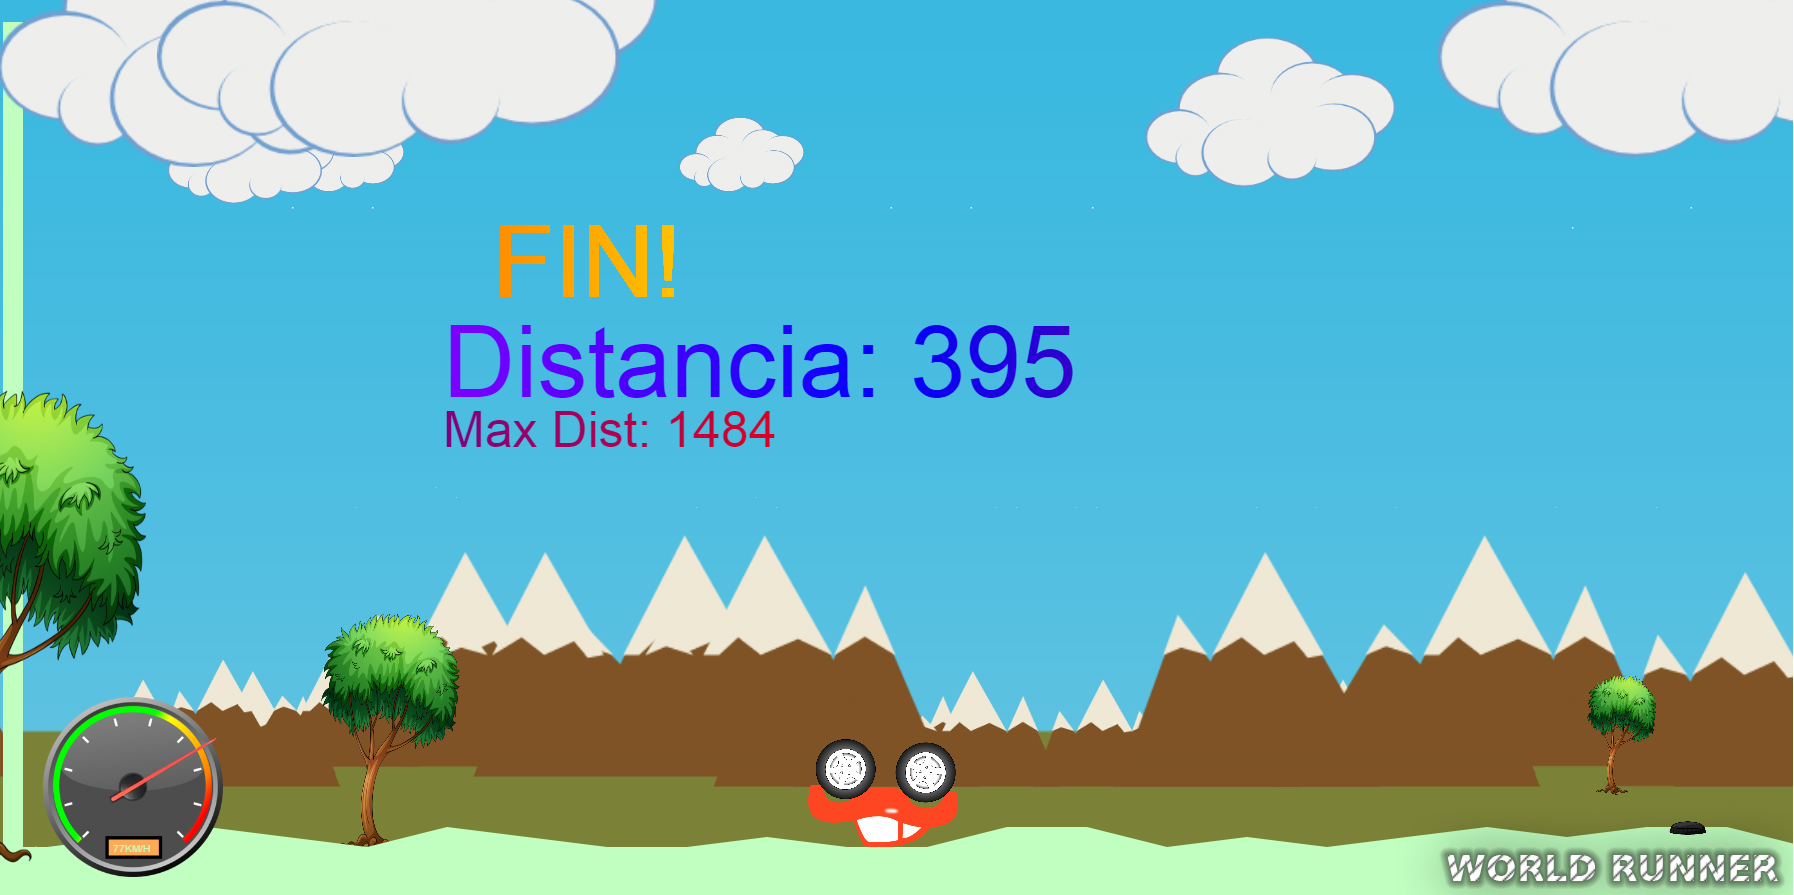 FIN!
Distancia: 395
Max Dist: 1484
77KM/H
WORLD RUNNER